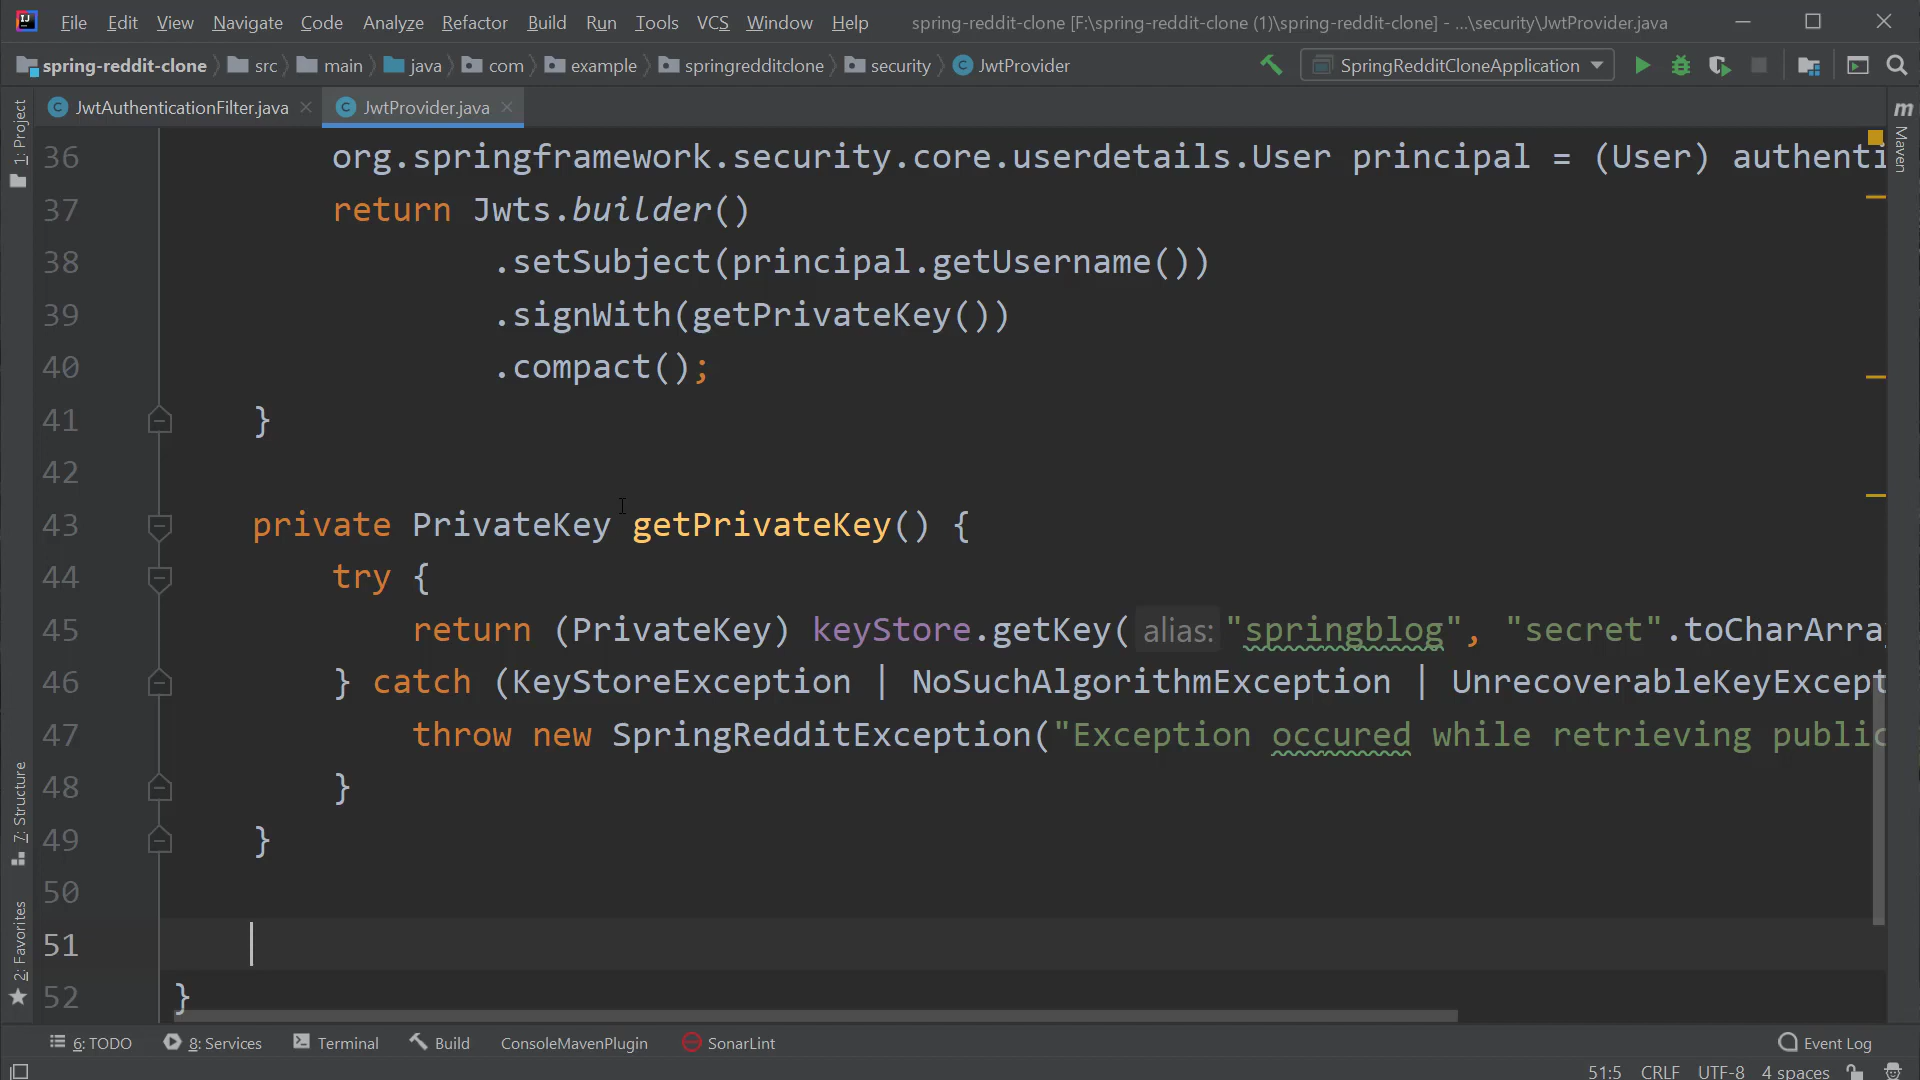 File Edit View Navigate Code Analyze Refactor Build Run Tools VCS Window Help spring-reddit-clone [F:\spring-reddit-clone (1)\spring-reddit-clone] - ...\security\JwtProvider.java
spring-reddit-clone src main java com example springredditclone security JwtProvider SpringRedditCloneApplication
JwtAuthenticationFilter.java JwtProvider.java
1: Project
Maven
36 org.springframework.security.core.userdetails.User principal = (User) authenti
37 return Jwts.builder()
38 .setSubject(principal.getUsername())
39 .signWith(getPrivateKey())
40 .compact();
41 }
42
43 private PrivateKey getPrivateKey() {
44 try {
45 return (PrivateKey) keyStore.getKey( alias: "springblog", "secret".toCharArra
46 } catch (KeyStoreException | NoSuchAlgorithmException | UnrecoverableKeyExcept
47 throw new SpringRedditException("Exception occured while retrieving public
48 }
49 }
50
51
52 }
7: Structure
2: Favorites
6: TODO 8: Services Terminal Build ConsoleMavenPlugin SonarLint Event Log
51:5 CRLF UTF-8 4 spaces